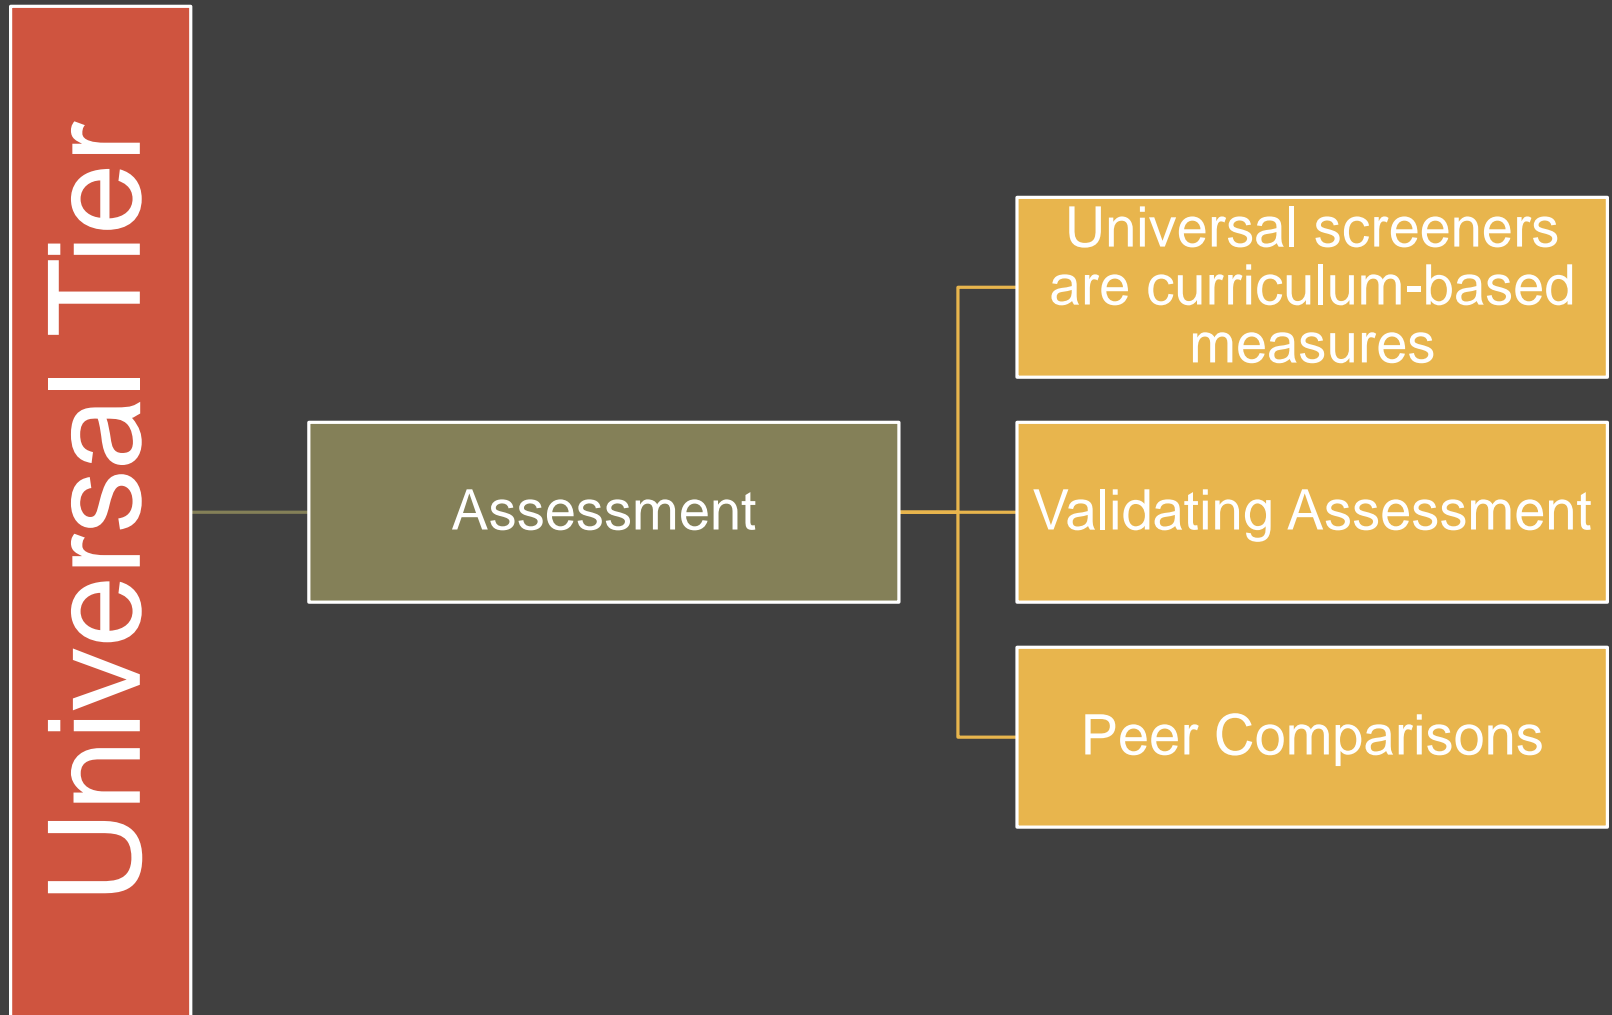 Universal Tier
Assessment
Universal screeners
are curriculum-based
measures
Validating Assessment
Peer Comparisons